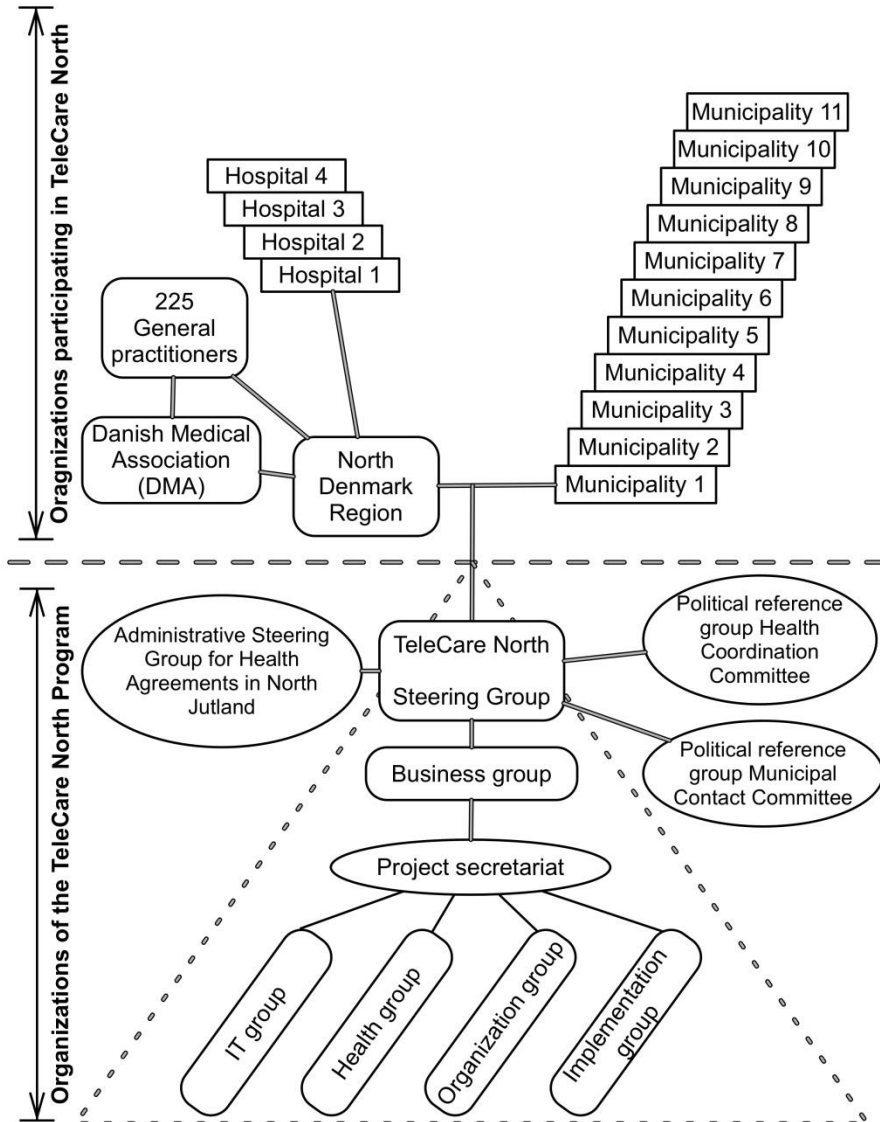 Oragnizations participating in TeleCare North
Municipality 11
Municipality 10
Municipality 9
Municipality 8
Municipality 7
Municipality 6
Municipality 5
Municipality 4
Municipality 3
Municipality 2
Municipality 1
Hospital 4
Hospital 3
Hospital 2
Hospital 1
225
General
practitioners
Danish Medical
Association
(DMA)
North
Denmark
Region
Organizations of the TeleCare North Program
Administrative Steering
Group for Health
Agreements in North
Jutland
TeleCare North
Steering Group
Political reference
group Health
Coordination
Committee
Political reference
group Municipal
Contact Committee
Business group
Project secretariat
IT group
Health group
Organization group
Implementation
group